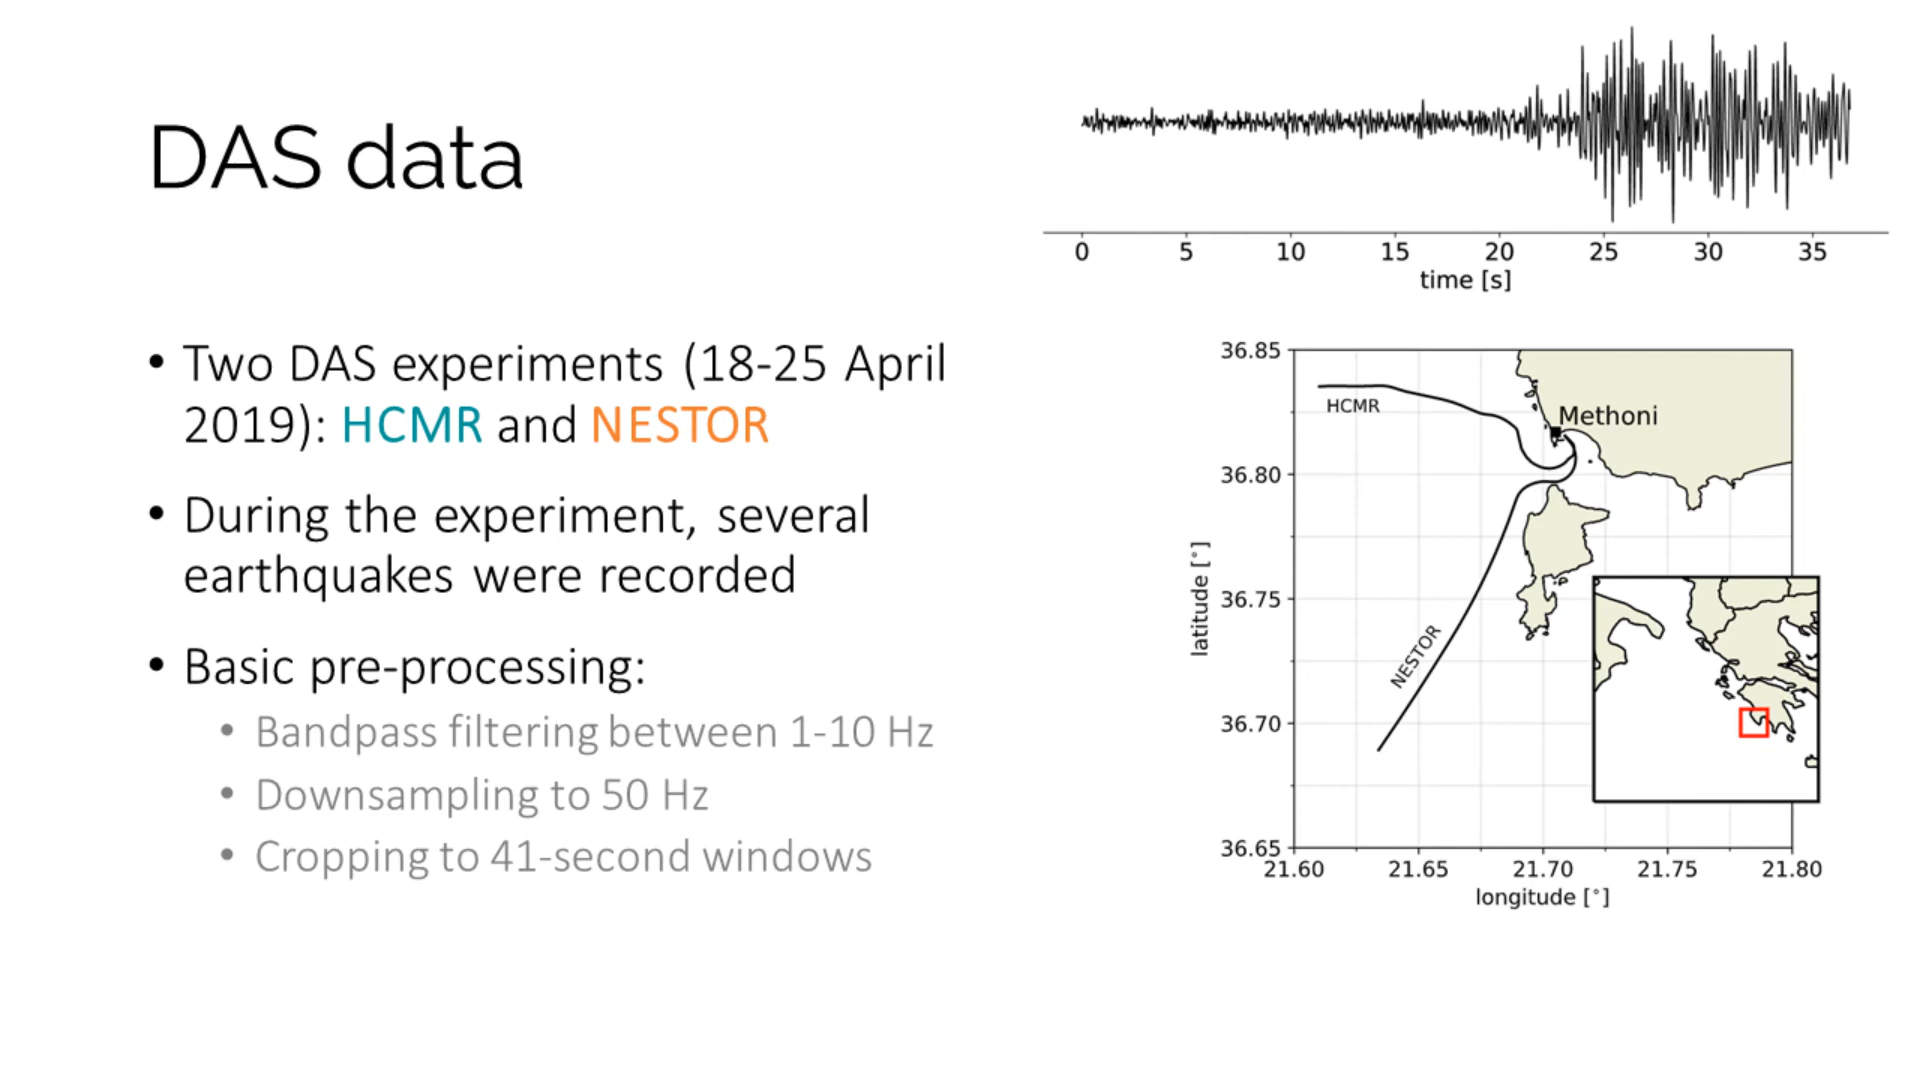 DAS data
• Two DAS experiments (18-25 April
2019): HCMR and NESTOR
• During the experiment, several
earthquakes were recorded
• Basic pre-processing:
• Bandpass filtering between 1-10 Hz
• Downsampling to 50 Hz
• Cropping to 41-second windows
0 5 10 15 20 25 30 35
time [s]
36.85
36.80
36.75
36.70
36.65
latitude [°]
HCMR
Methoni
NESTOR
21.60 21.65 21.70 21.75 21.80
longitude [°]